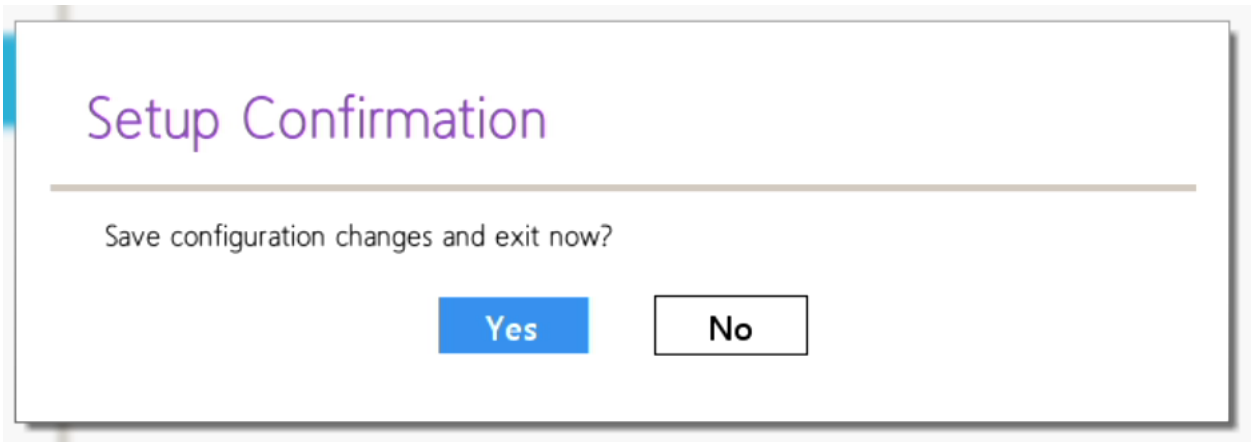 Setup Confirmation
Save configuration changes and exit now?
Yes
No